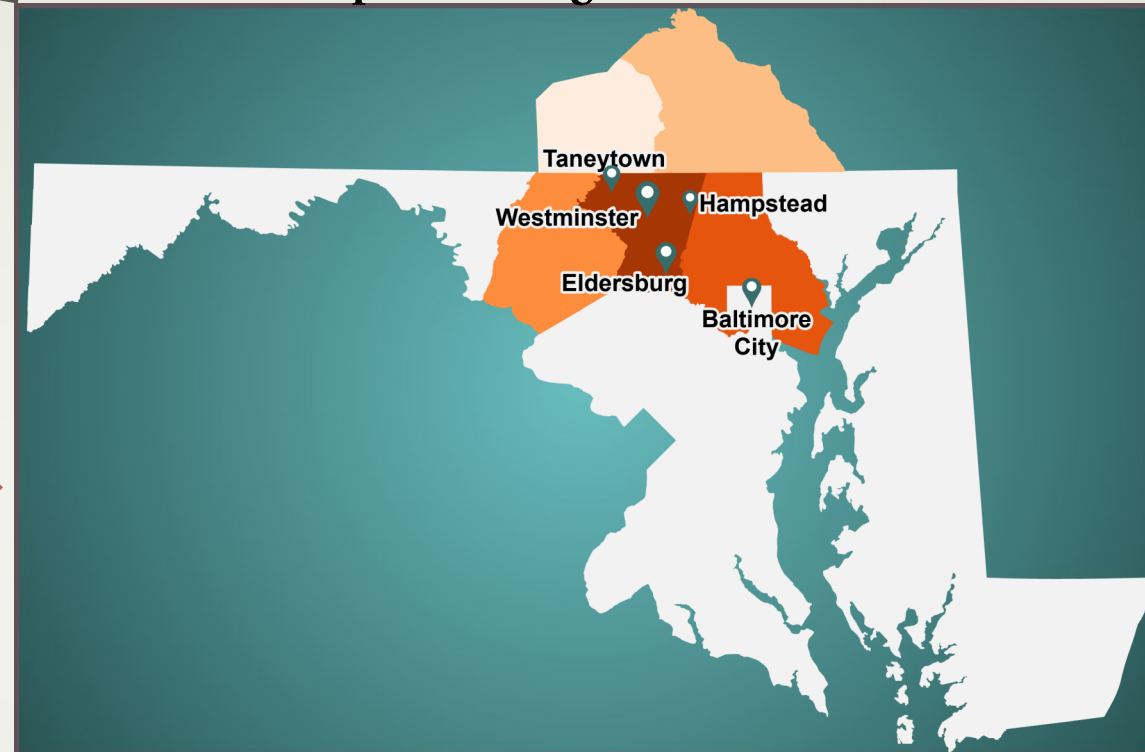 Taneytown
Westminster
Hampstead
Eldersburg
Baltimore
City